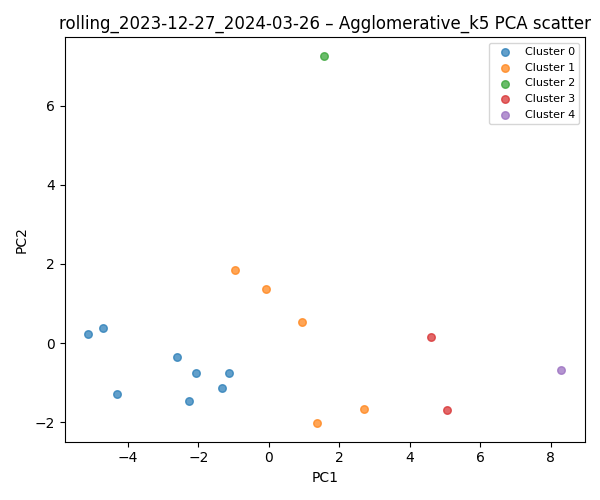 rolling_2023-12-27_2024-03-26 – Agglomerative_k5 PCA scatter
Cluster 0
Cluster 1
Cluster 2
Cluster 3
Cluster 4
6
4
2
0
−2
PC2
−4
−2
0
2
4
6
8
PC1